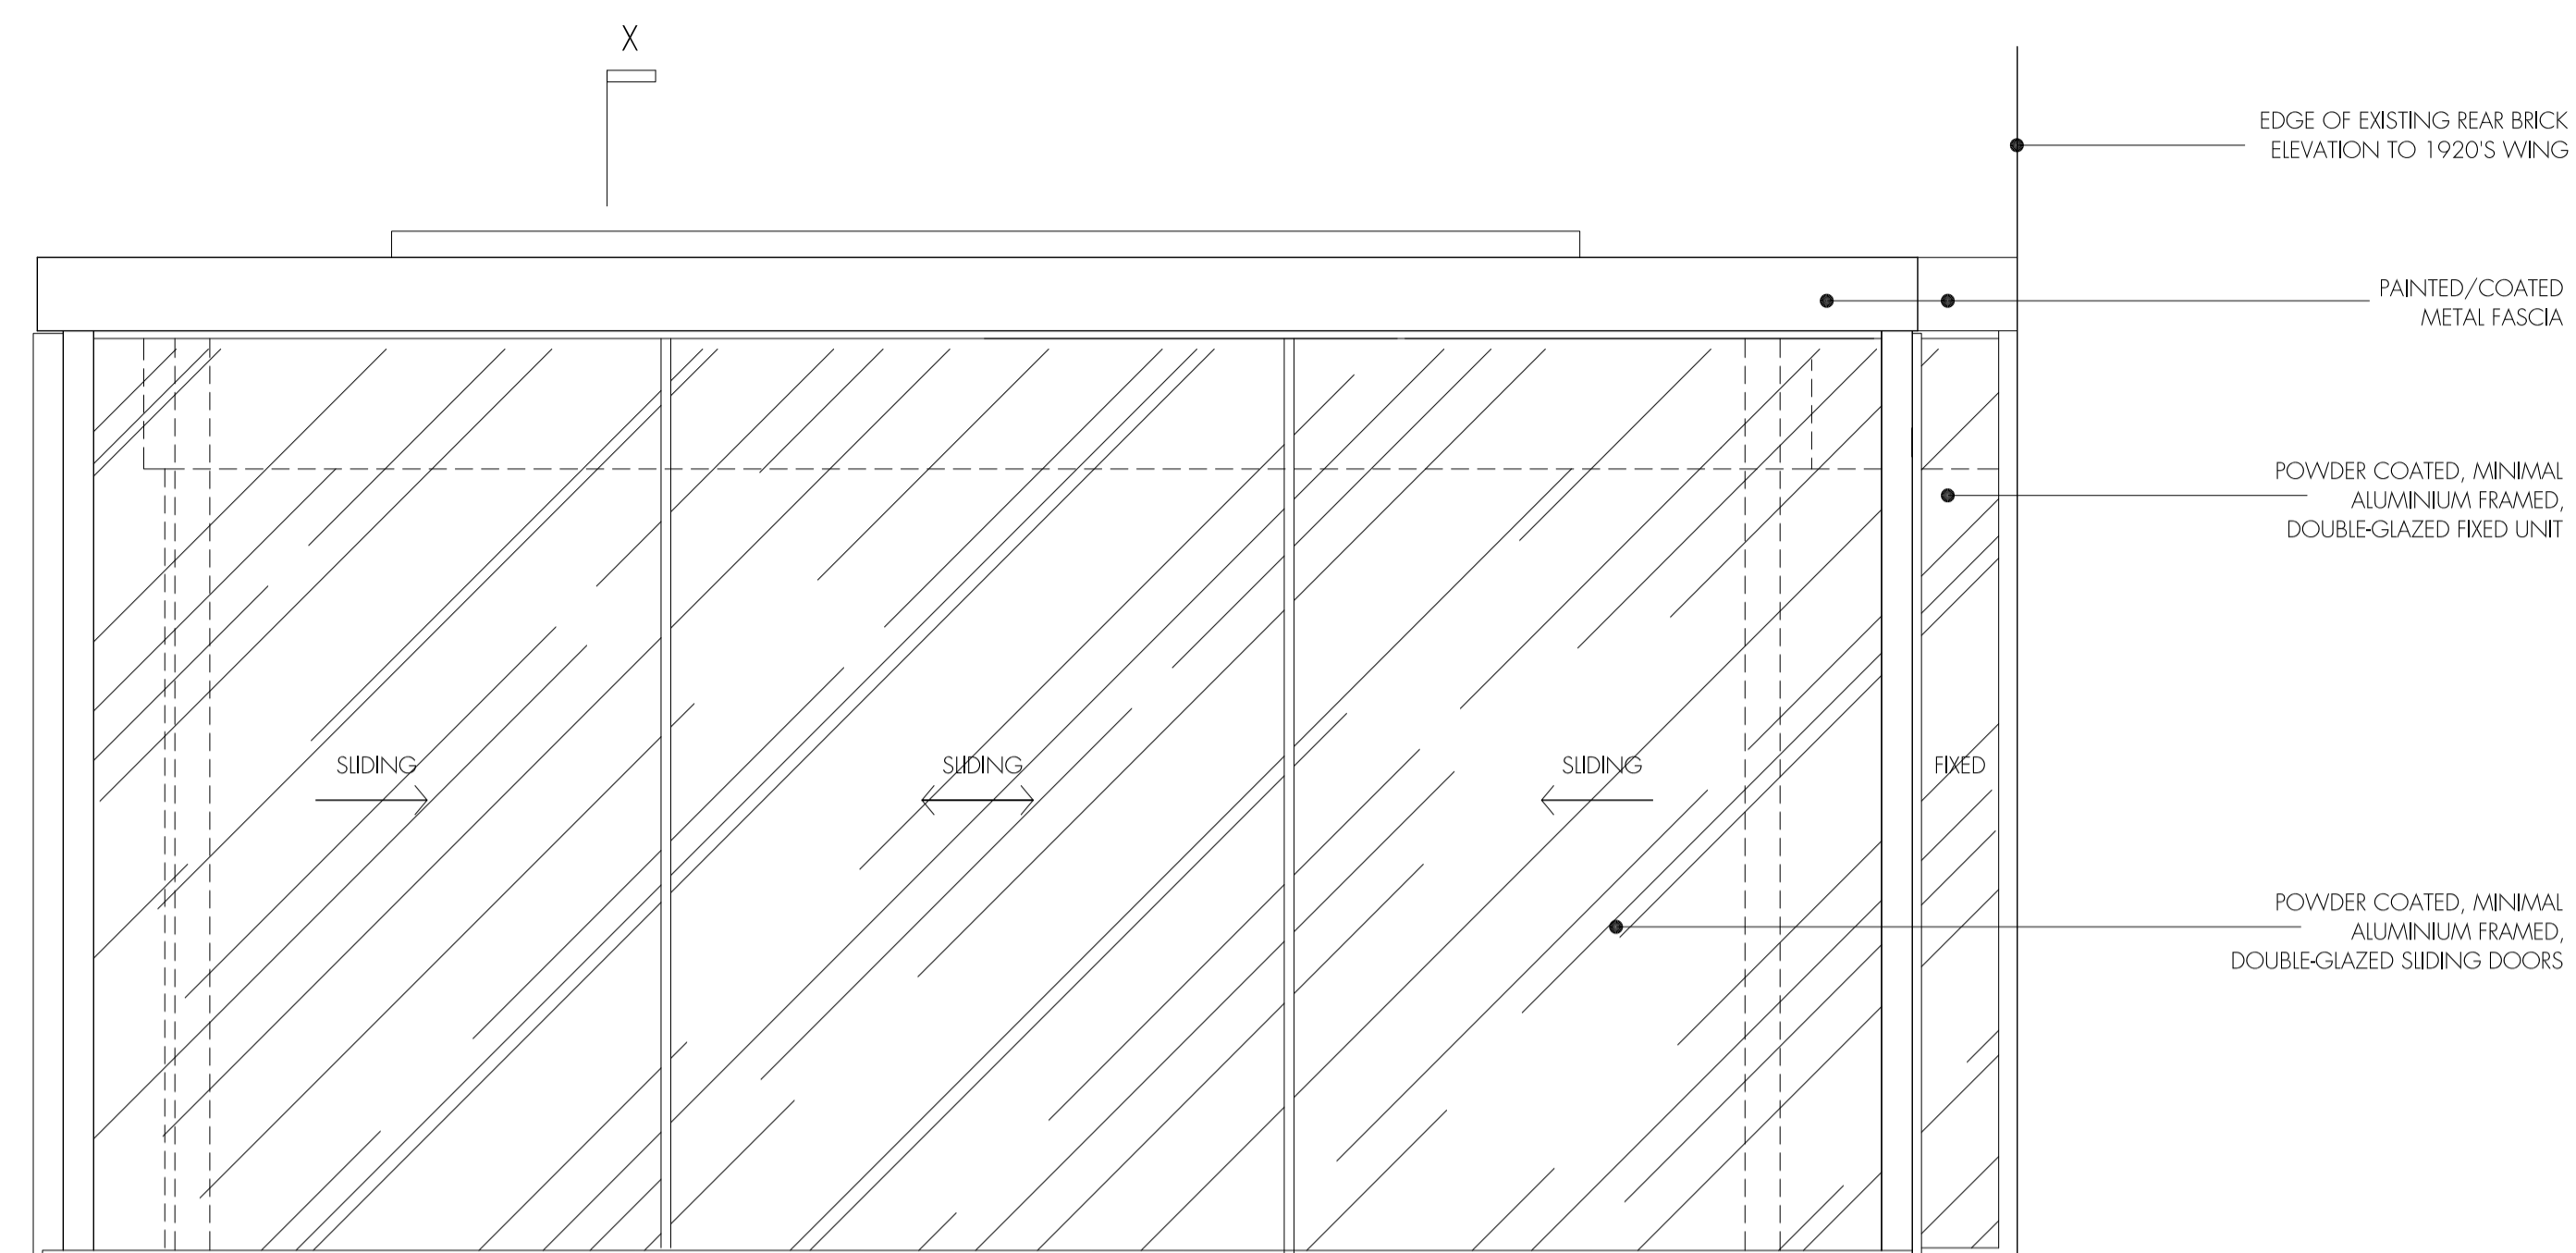 X
EDGE OF EXISTING REAR BRICK
ELEVATION TO 1920'S WING
PAINTED/COATED
METAL FASCIA
POWDER COATED, MINIMAL
ALUMINIUM FRAMED,
DOUBLE-GLAZED FIXED UNIT
SLIDING
SLIDING
SLIDING
FIXED
POWDER COATED, MINIMAL
ALUMINIUM FRAMED,
DOUBLE-GLAZED SLIDING DOORS